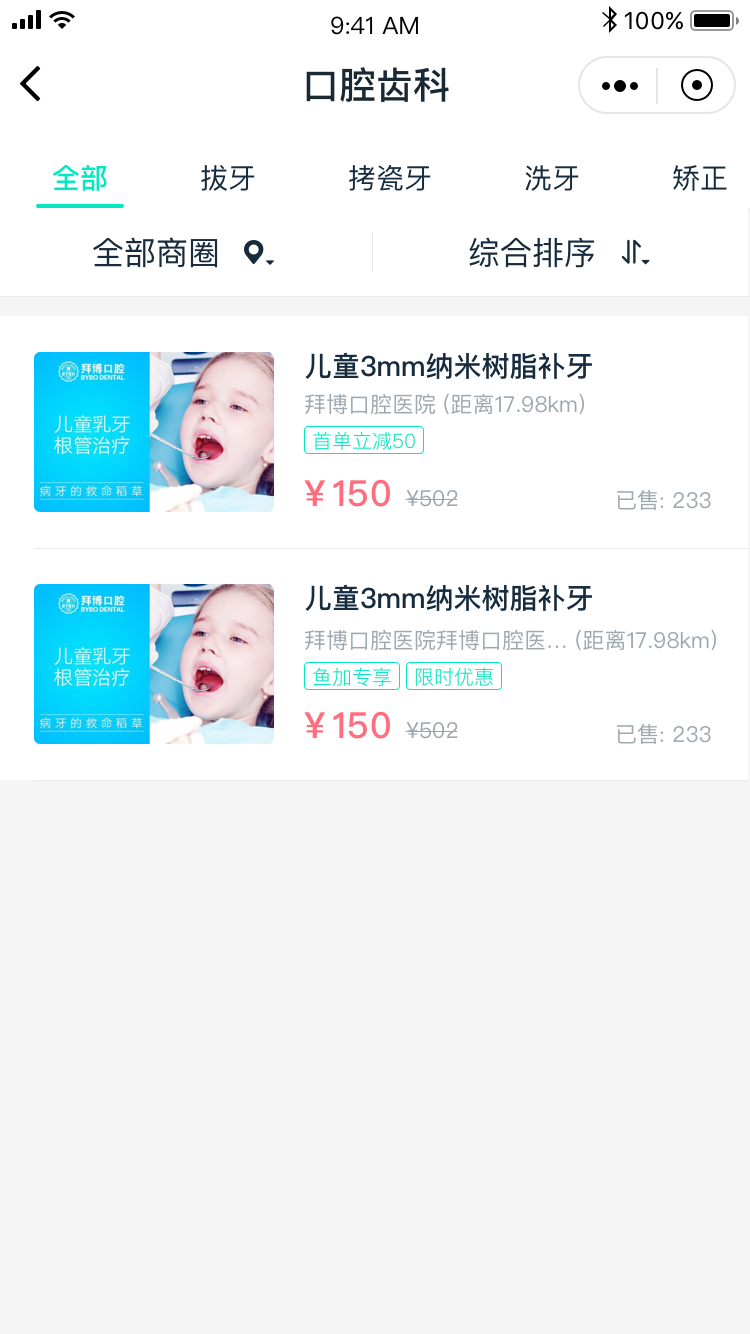 9:41 AM
100%
口腔齿科
全部
拔牙
拷瓷牙
洗牙
矫正
全部商圈
综合排序
拜博口腔
BYBO DENTAL
儿童乳牙
根管治疗
病牙的救命稻草
儿童3mm纳米树脂补牙
拜博口腔医院 (距离17.98km)
首单立减50
¥150 ¥502
已售: 233
拜博口腔
BYBO DENTAL
儿童乳牙
根管治疗
病牙的救命稻草
儿童3mm纳米树脂补牙
拜博口腔医院拜博口腔医... (距离17.98km)
鱼加专享 限时优惠
¥150 ¥502
已售: 233